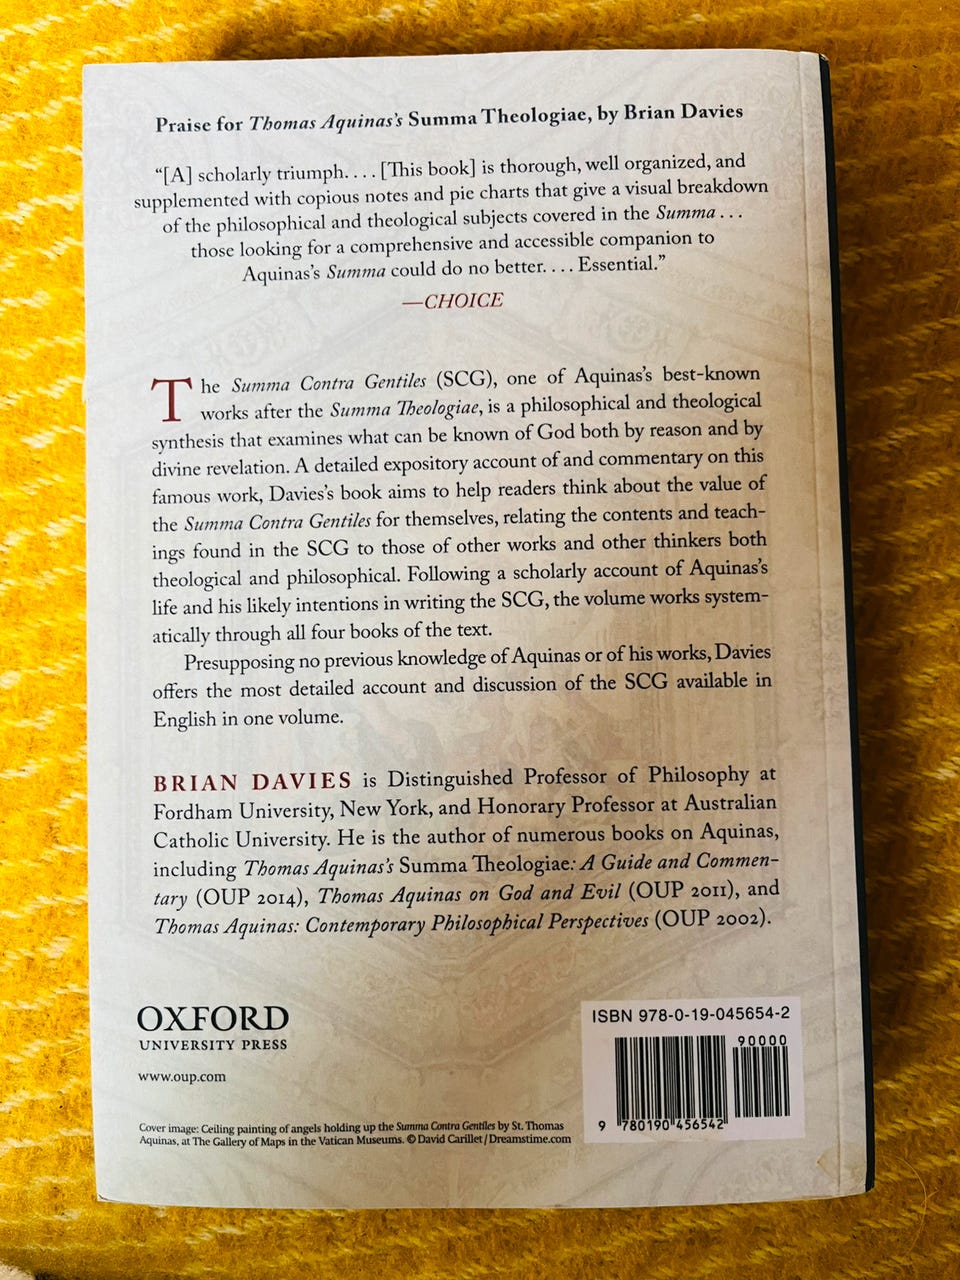 Praise for Thomas Aquinas's Summa Theologiae, by Brian Davies
“[A] scholarly triumph. . . . [This book] is thorough, well organized, and
supplemented with copious notes and pie charts that give a visual breakdown
of the philosophical and theological subjects covered in the Summa . . .
those looking for a comprehensive and accessible companion to
Aquinas's Summa could do no better. . . . Essential.”
—CHOICE
The Summa Contra Gentiles (SCG), one of Aquinas's best-known
works after the Summa Theologiae, is a philosophical and theological
synthesis that examines what can be known of God both by reason and by
divine revelation. A detailed expository account of and commentary on this
famous work, Davies's book aims to help readers think about the value of
the Summa Contra Gentiles for themselves, relating the contents and teach-
ings found in the SCG to those of other works and other thinkers both
theological and philosophical. Following a scholarly account of Aquinas's
life and his likely intentions in writing the SCG, the volume works system-
atically through all four books of the text.
Presupposing no previous knowledge of Aquinas or of his works, Davies
offers the most detailed account and discussion of the SCG available in
English in one volume.
BRIAN DAVIES is Distinguished Professor of Philosophy at
Fordham University, New York, and Honorary Professor at Australian
Catholic University. He is the author of numerous books on Aquinas,
including Thomas Aquinas's Summa Theologiae: A Guide and Commen-
tary (OUP 2014), Thomas Aquinas on God and Evil (OUP 2011), and
Thomas Aquinas: Contemporary Philosophical Perspectives (OUP 2002).
OXFORD
UNIVERSITY PRESS
www.oup.com
Cover image: Ceiling painting of angels holding up the Summa Contra Gentiles by St. Thomas
Aquinas, at The Gallery of Maps in the Vatican Museums. © David Carillet / Dreamstime.com
ISBN 978-0-19-045654-2
90000
9 780190 456542